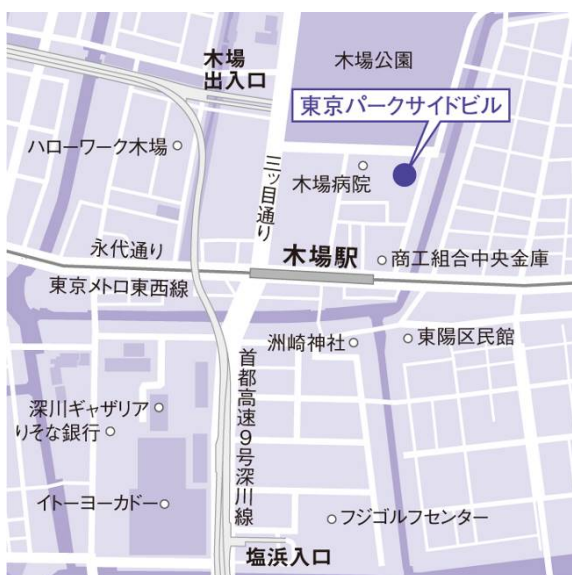 木場
出入口
木場公園
東京パークサイドビル
ハローワーク木場
三ッ目通り
木場病院
永代通り
木場駅
商工組合中央金庫
東京メトロ東西線
洲崎神社
東陽区民館
首都高速9号深川線
深川ギャザリア
りそな銀行
イトーヨーカドー
フジゴルフセンター
塩浜入口